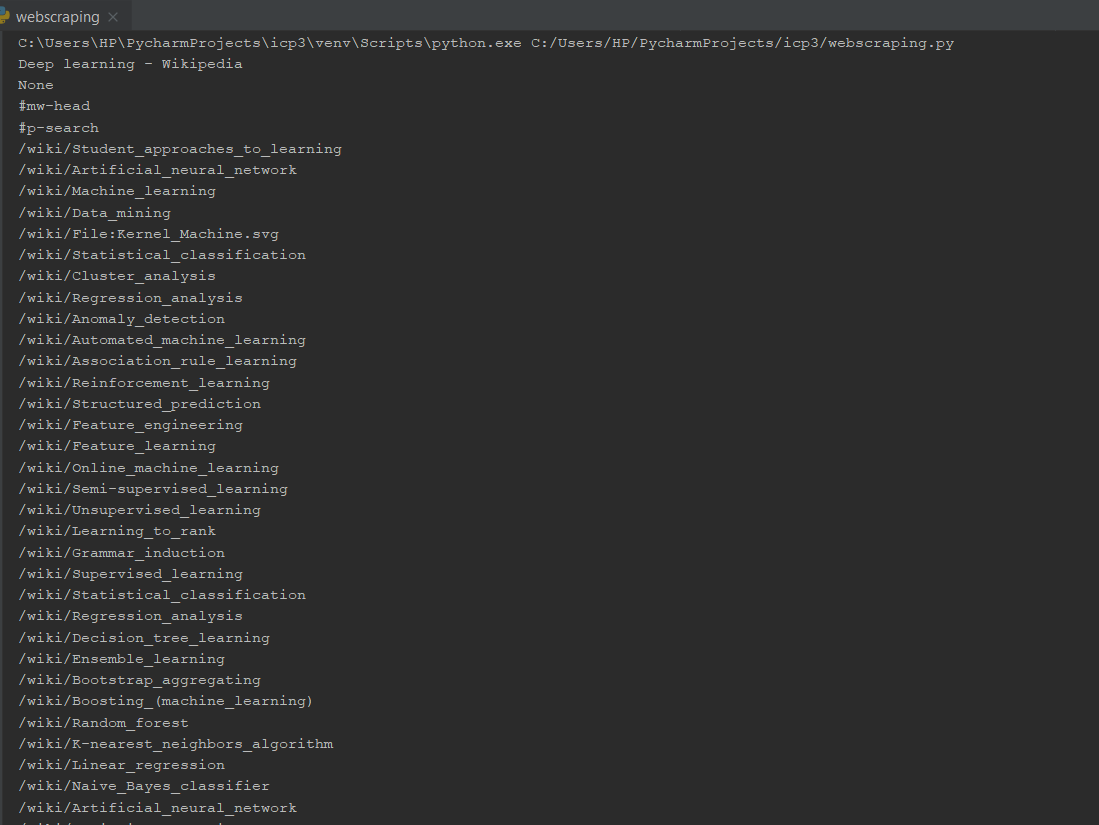 webscraping
C:\Users\HP\PycharmProjects\icp3\venv\Scripts\python.exe C:/Users/HP/PycharmProjects/icp3/webscraping.py
Deep learning - Wikipedia
None
#mw-head
#p-search
/wiki/Student_approaches_to_learning
/wiki/Artificial_neural_network
/wiki/Machine_learning
/wiki/Data_mining
/wiki/File:Kernel_Machine.svg
/wiki/Statistical_classification
/wiki/Cluster_analysis
/wiki/Regression_analysis
/wiki/Anomaly_detection
/wiki/Automated_machine_learning
/wiki/Association_rule_learning
/wiki/Reinforcement_learning
/wiki/Structured_prediction
/wiki/Feature_engineering
/wiki/Feature_learning
/wiki/Online_machine_learning
/wiki/Semi-supervised_learning
/wiki/Unsupervised_learning
/wiki/Learning_to_rank
/wiki/Grammar_induction
/wiki/Supervised_learning
/wiki/Statistical_classification
/wiki/Regression_analysis
/wiki/Decision_tree_learning
/wiki/Ensemble_learning
/wiki/Bootstrap_aggregating
/wiki/Boosting_(machine_learning)
/wiki/Random_forest
/wiki/K-nearest_neighbors_algorithm
/wiki/Linear_regression
/wiki/Naive_Bayes_classifier
/wiki/Artificial_neural_network